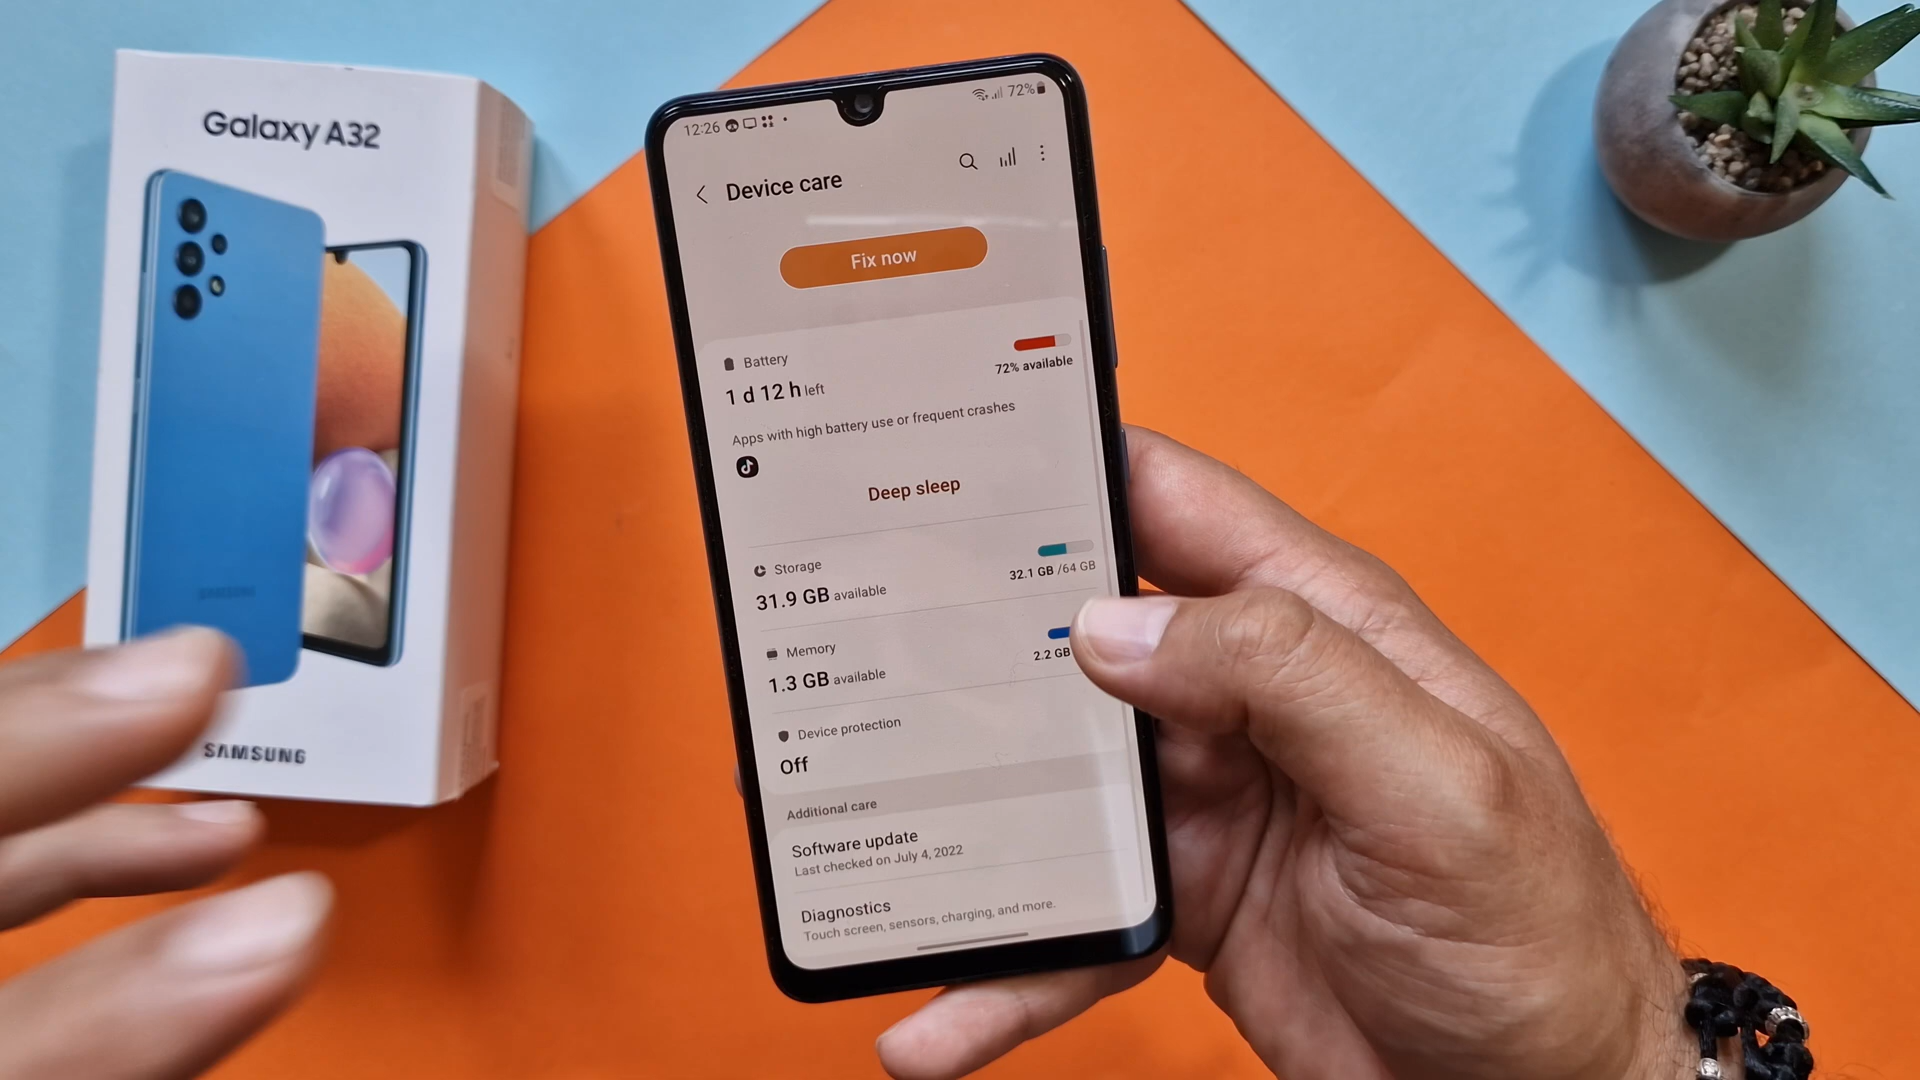 Galaxy A32
SAMSUNG
SAMSUNG
12:26
72%
Device care
Fix now
Battery
1 d 12 h left
72% available
Apps with high battery use or frequent crashes
Deep sleep
Storage
31.9 GB available
32.1 GB /64 GB
Memory
1.3 GB available
2.2 GB
Device protection
Off
Additional care
Software update
Last checked on July 4, 2022
Diagnostics
Touch screen, sensors, charging, and more.